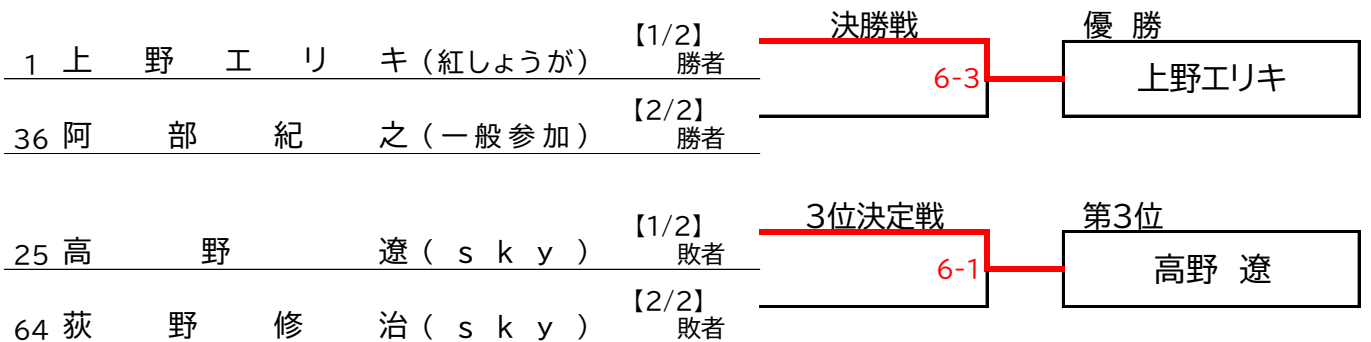 【1/2】 決勝戦 優 勝
1 上野エリキ(紅しょうが) 勝者 6-3 上野エリキ
【2/2】
36 阿部紀之(一般参加) 勝者
【1/2】 3位決定戦 第3位
25 高野遼(sky) 敗者 6-1 高野 遼
【2/2】
64 荻野修治(sky) 敗者